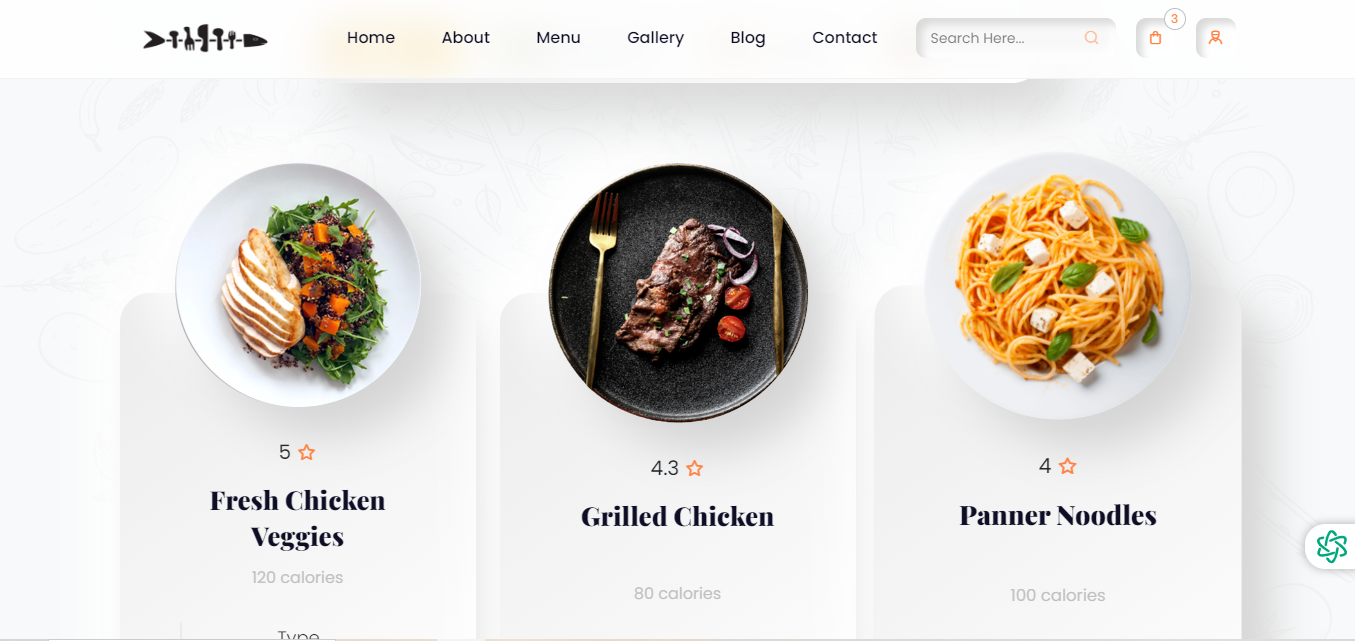 Home About Menu Gallery Blog Contact Search Here... 3
5
Fresh Chicken
Veggies
120 calories
Type
4.3
Grilled Chicken
80 calories
4
Panner Noodles
100 calories